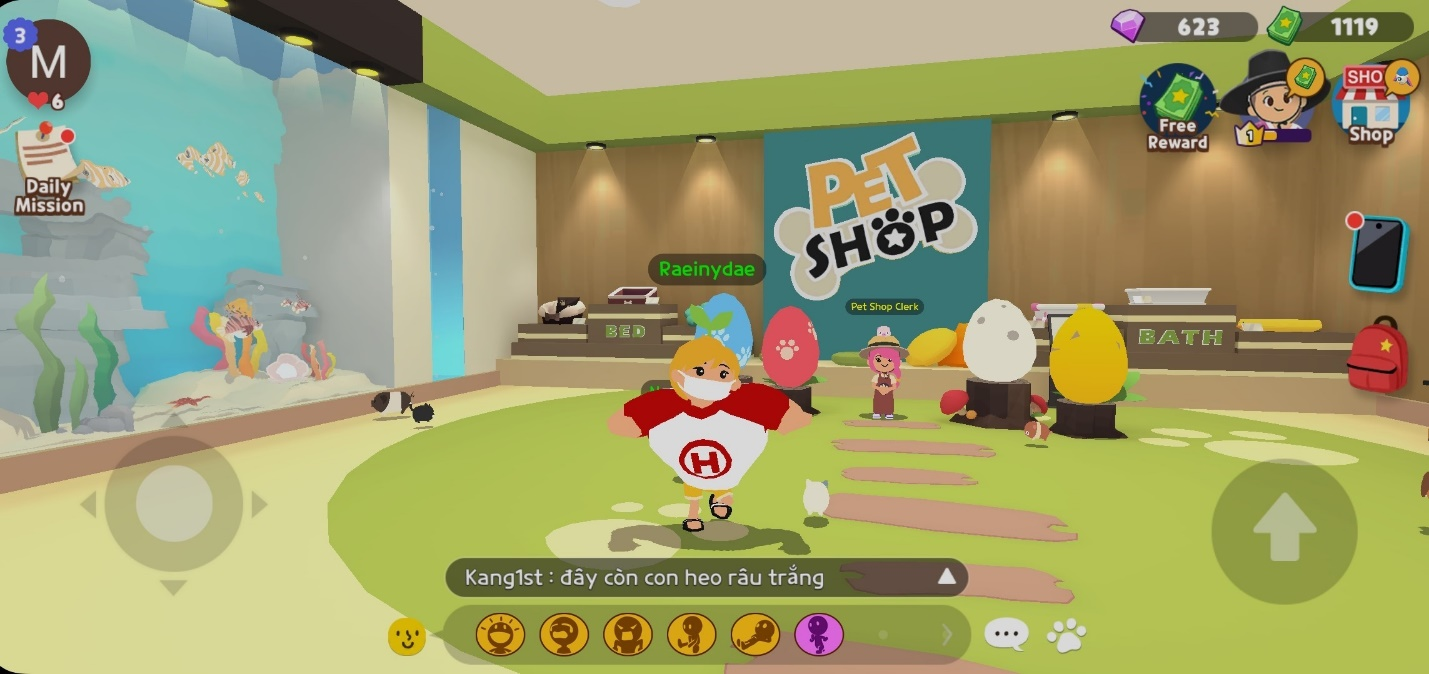 3
M
6
Daily
Mission
623
1119
Free
Reward
1
SHO
Shop
PET
SHOP
Raeinydae
Pet Shop Clerk
BED
BATH
H
Kang1st : đây còn con heo râu trắng